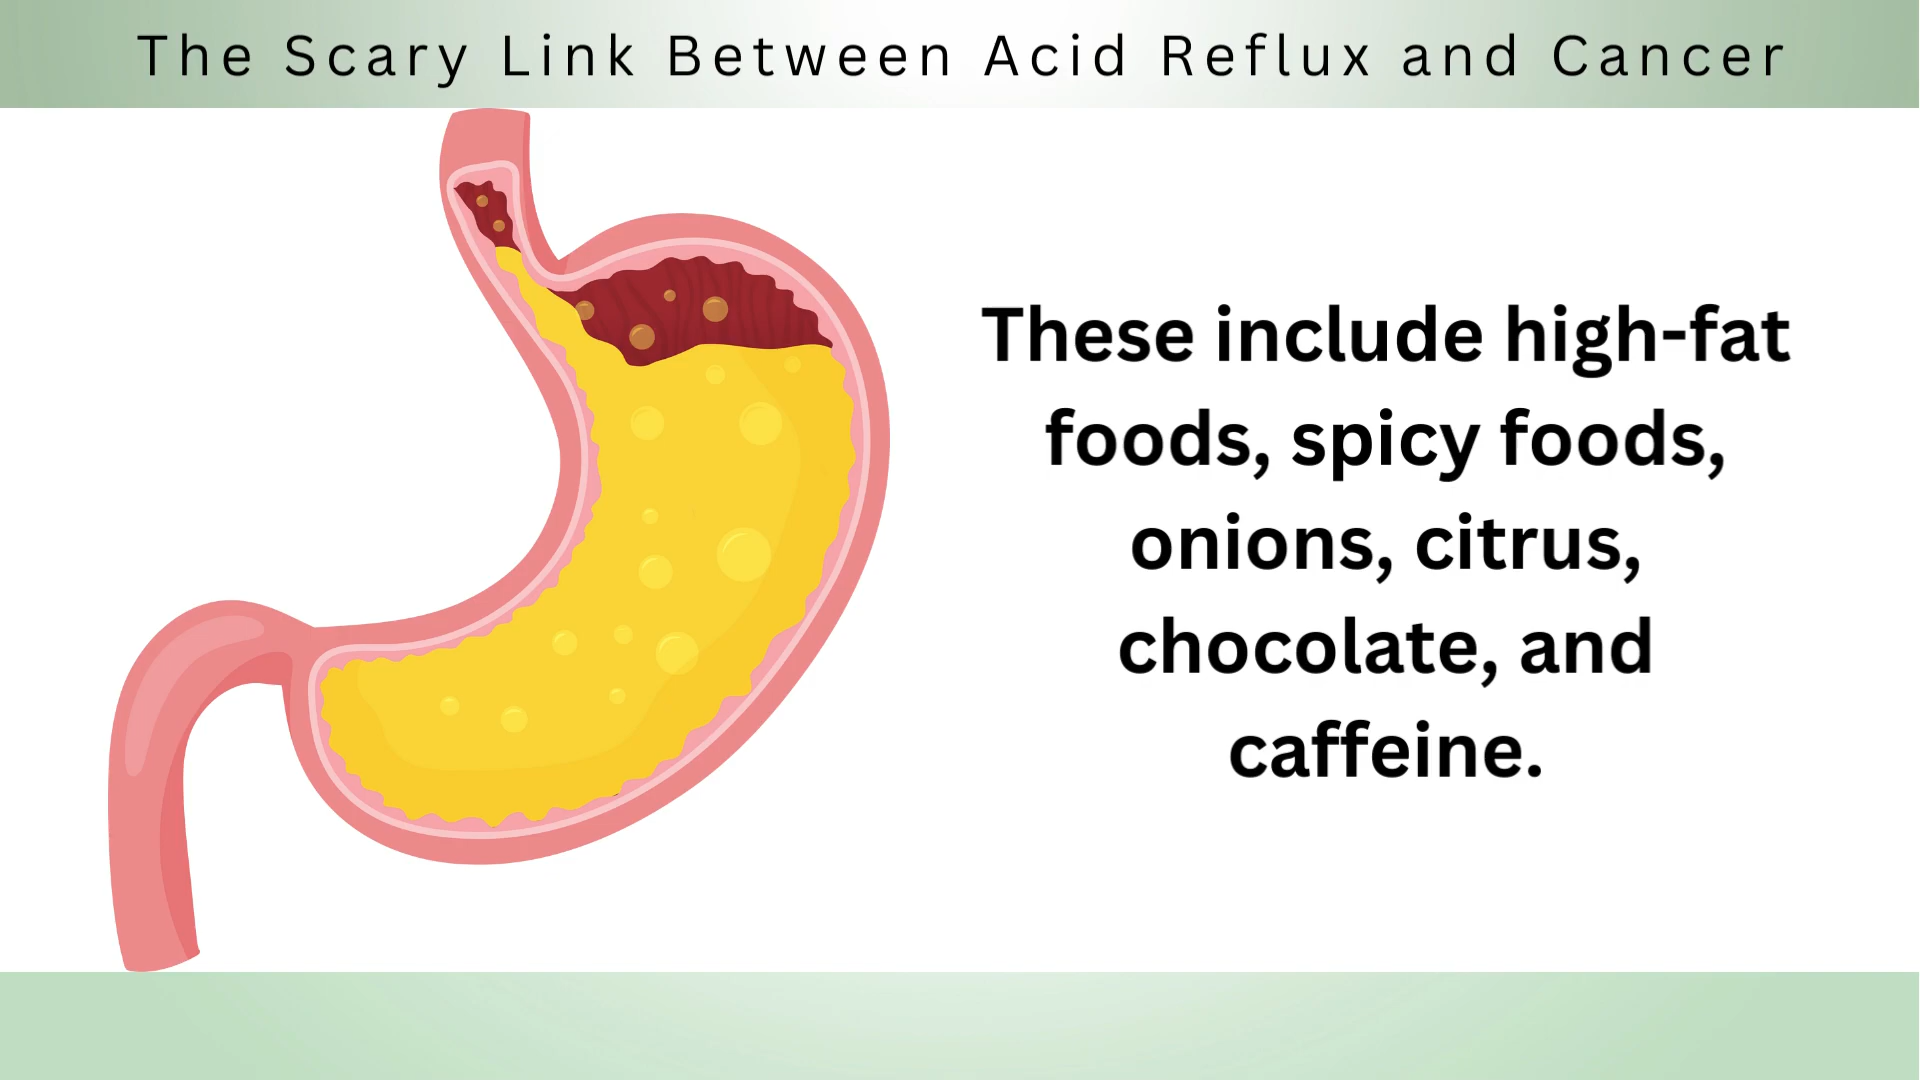 The Scary Link Between Acid Reflux and Cancer
These include high-fat
foods, spicy foods,
onions, citrus,
chocolate, and
caffeine.